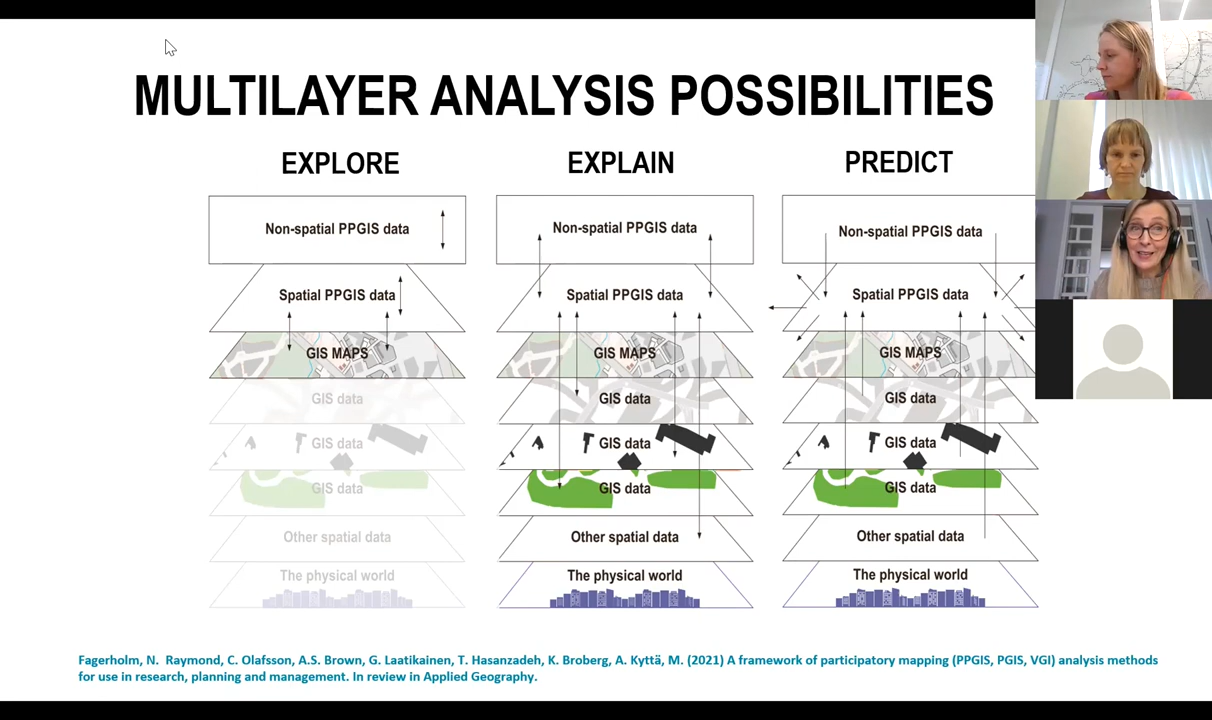 MULTILAYER ANALYSIS POSSIBILITIES
EXPLORE
Non-spatial PPGIS data
Spatial PPGIS data
GIS MAPS
GIS data
GIS data
GIS data
Other spatial data
The physical world
EXPLAIN
Non-spatial PPGIS data
Spatial PPGIS data
GIS MAPS
GIS data
GIS data
GIS data
Other spatial data
The physical world
PREDICT
Non-spatial PPGIS data
Spatial PPGIS data
GIS MAPS
GIS data
GIS data
GIS data
Other spatial data
The physical world
Fagerholm, N. Raymond, C. Olafsson, A.S. Brown, G. Laatikainen, T. Hasanzadeh, K. Broberg, A. Kyttä, M. (2021) A framework of participatory mapping (PPGIS, PGIS, VGI) analysis methods
for use in research, planning and management. In review in Applied Geography.